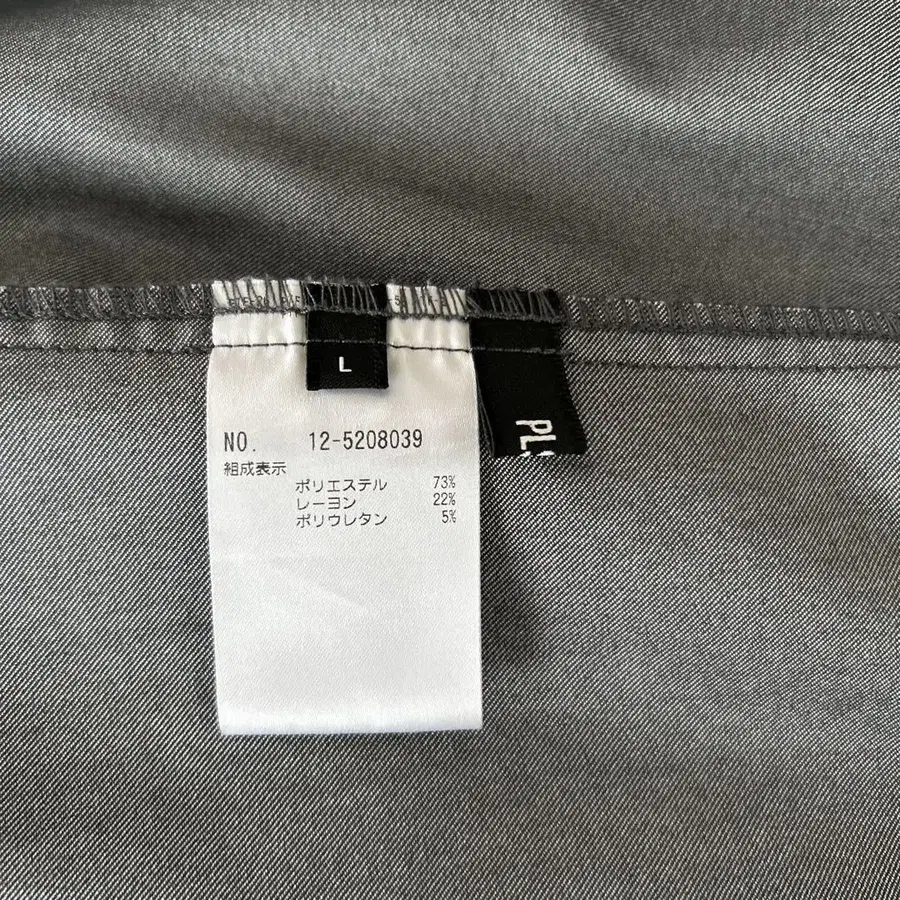 L
PLS
NO. 12-5208039
組成表示
ポリエステル 73%
レーヨン 22%
ポリウレタン 5%